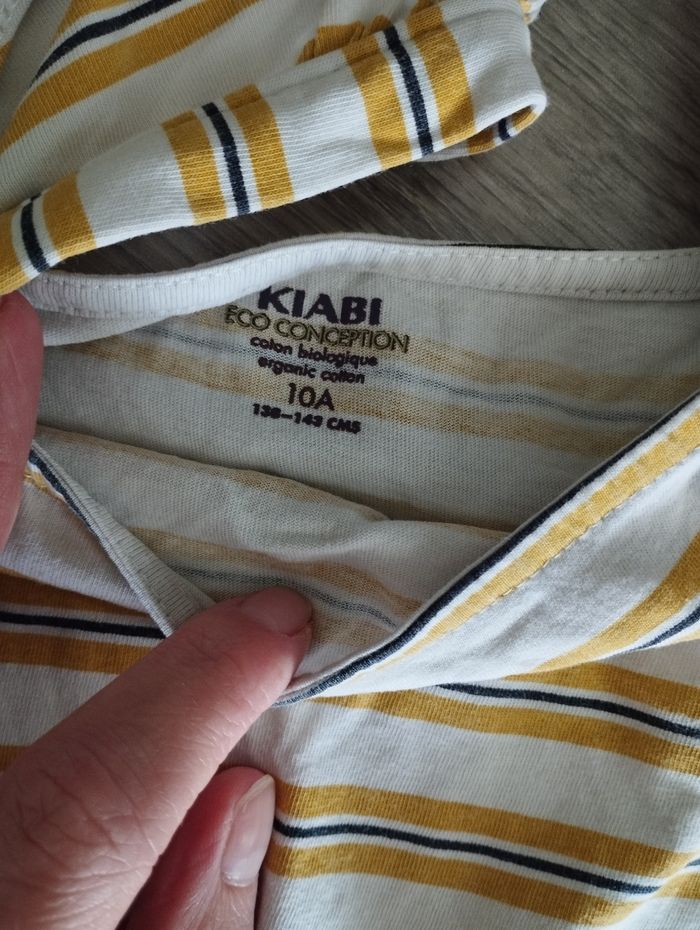 KIABI
ECO CONCEPTION
coton biologique
organic cotton
10A
138-143 CMS